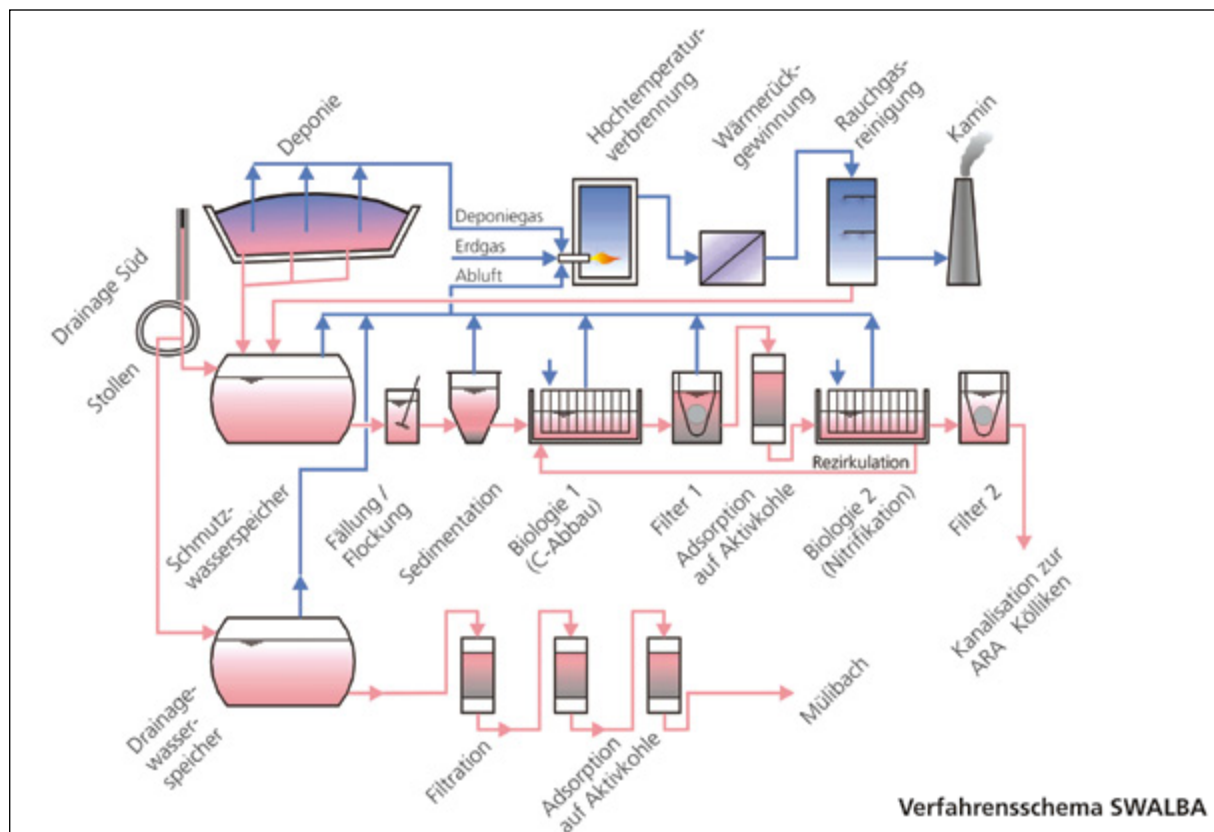 Deponie
Hochtemperatur-
verbrennung
Wärmerück-
gewinnung
Rauchgas-
reinigung
Kamin
Deponiegas
Erdgas
Abluft
Drainage Süd
Stollen
Schmutz-
wasserspeicher
Fällung /
Flockung
Sedimentation
Biologie 1
(C-Abbau)
Filter 1
Adsorption
auf Aktivkohle
Rezirkulation
Biologie 2
(Nitrifikation)
Filter 2
Kanalisation zur
ARA Kölliken
Drainage-
wasser-
speicher
Filtration
Adsorption
auf Aktivkohle
Mülibach
Verfahrensschema SWALBA